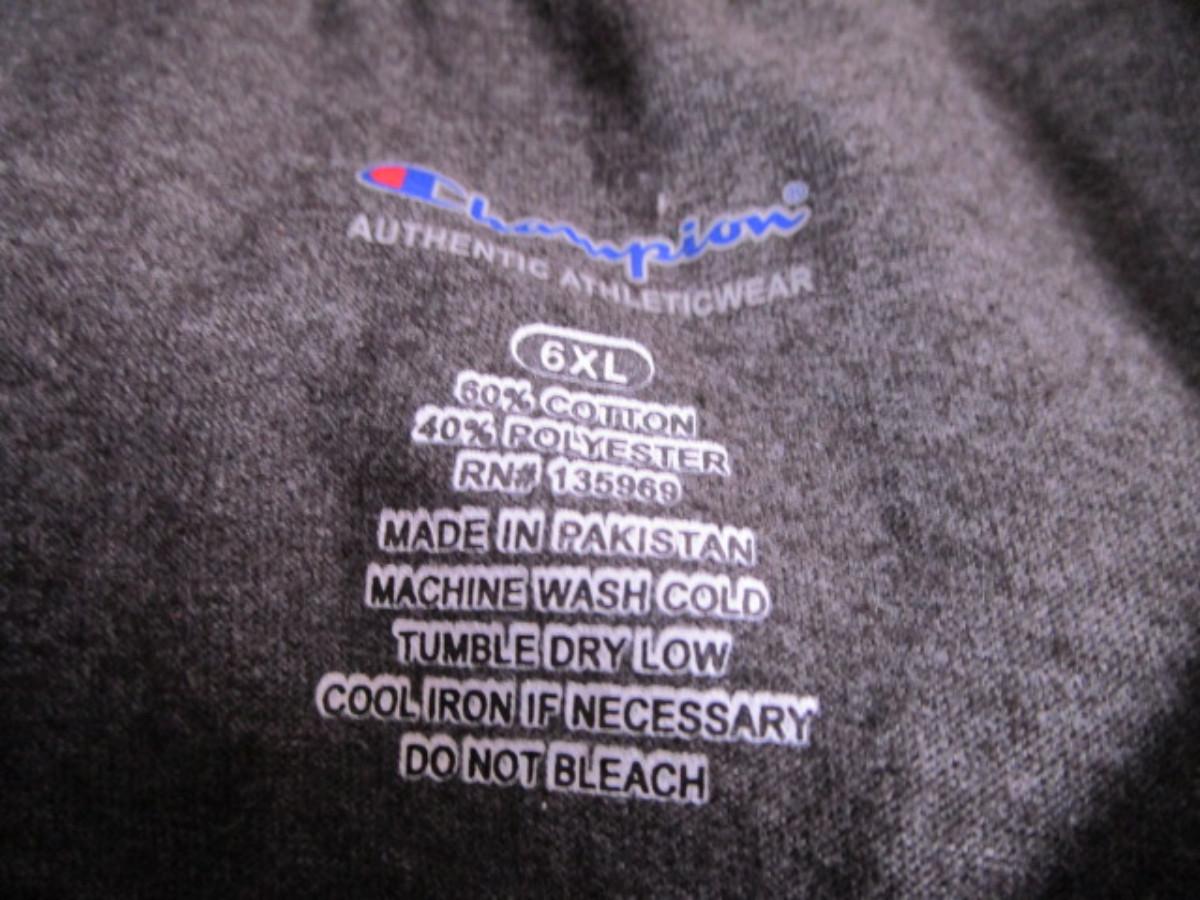 Champion®
AUTHENTIC ATHLETICWEAR
6XL
60% COTTON
40% POLYESTER
RN# 135969
MADE IN PAKISTAN
MACHINE WASH COLD
TUMBLE DRY LOW
COOL IRON IF NECESSARY
DO NOT BLEACH